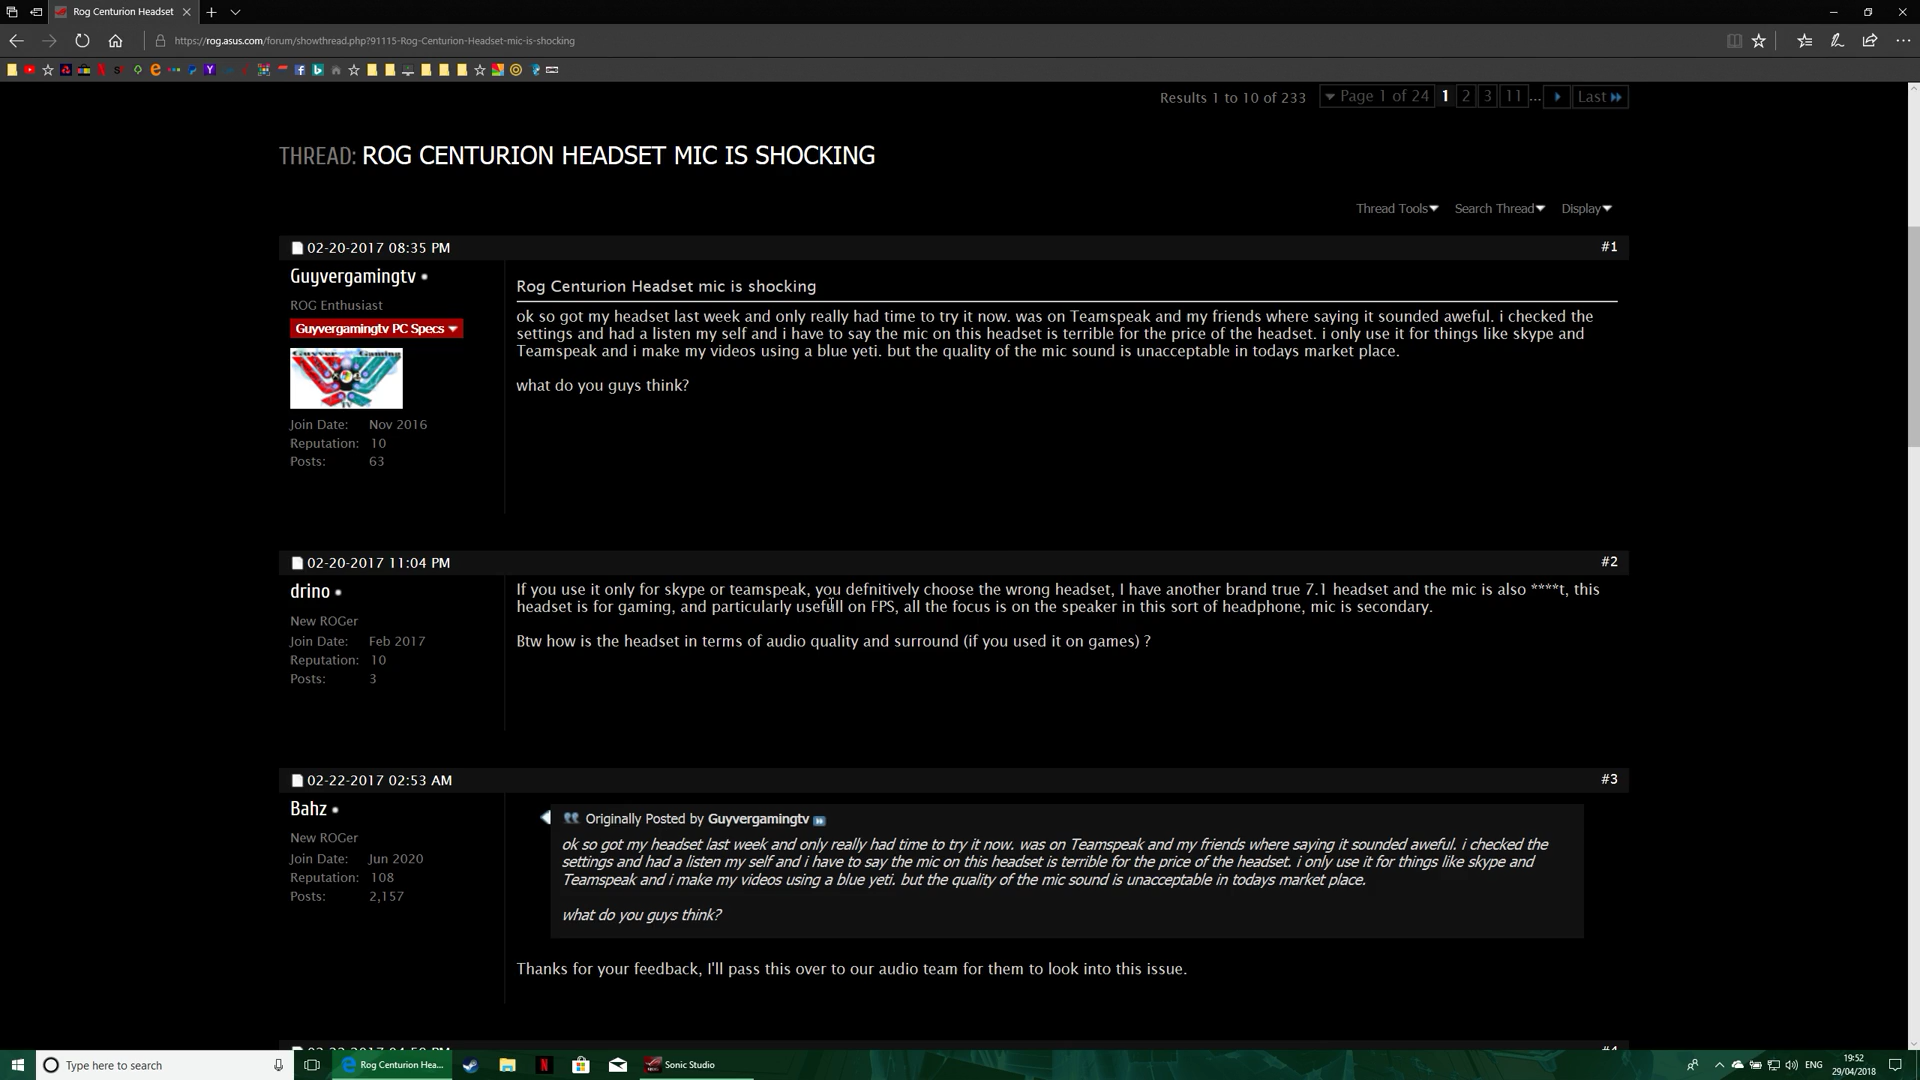 Rog Centurion Headset
https://rog.asus.com/forum/showthread.php?91115-Rog-Centurion-Headset-mic-is-shocking
Results 1 to 10 of 233
Page 1 of 24
1
2
3
11
...
Last
THREAD: ROG CENTURION HEADSET MIC IS SHOCKING
Thread Tools
Search Thread
Display
02-20-2017 08:35 PM
#1
Guyvergamingtv
ROG Enthusiast
Guyvergamingtv PC Specs
Join Date: Nov 2016
Reputation: 10
Posts: 63
Rog Centurion Headset mic is shocking
ok so got my headset last week and only really had time to try it now. was on Teamspeak and my friends where saying it sounded aweful. i checked the
settings and had a listen my self and i have to say the mic on this headset is terrible for the price of the headset. i only use it for things like skype and
Teamspeak and i make my videos using a blue yeti. but the quality of the mic sound is unacceptable in todays market place.
what do you guys think?
02-20-2017 11:04 PM
#2
drino
New ROGer
Join Date: Feb 2017
Reputation: 10
Posts: 3
If you use it only for skype or teamspeak, you defnitively choose the wrong headset, I have another brand true 7.1 headset and the mic is also ****t, this
headset is for gaming, and particularly usefull on FPS, all the focus is on the speaker in this sort of headphone, mic is secondary.
Btw how is the headset in terms of audio quality and surround (if you used it on games) ?
02-22-2017 02:53 AM
#3
Bahz
New ROGer
Join Date: Jun 2020
Reputation: 108
Posts: 2,157
Originally Posted by Guyvergamingtv
ok so got my headset last week and only really had time to try it now. was on Teamspeak and my friends where saying it sounded aweful. i checked the
settings and had a listen my self and i have to say the mic on this headset is terrible for the price of the headset. i only use it for things like skype and
Teamspeak and i make my videos using a blue yeti. but the quality of the mic sound is unacceptable in todays market place.
what do you guys think?
Thanks for your feedback, I'll pass this over to our audio team for them to look into this issue.
Type here to search
Rog Centurion Hea...
Sonic Studio
ENG
19:52
29/04/2018